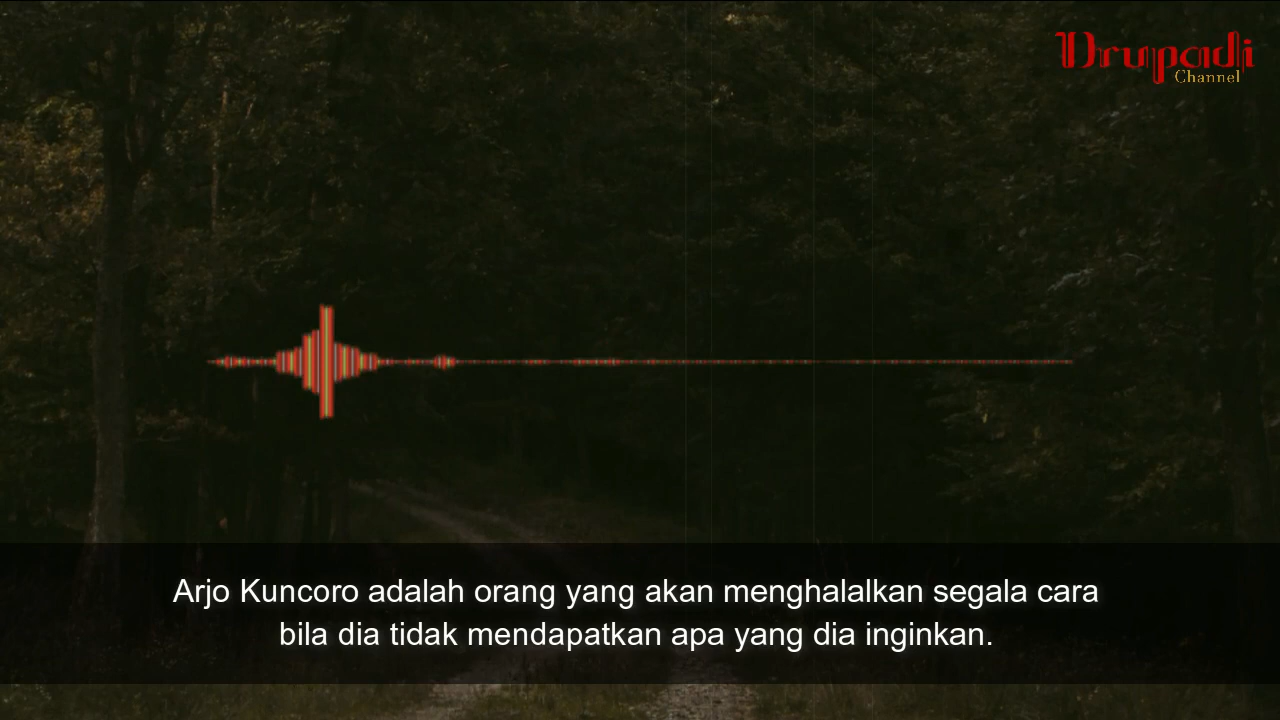 Drupadi
Channel
Arjo Kuncoro adalah orang yang akan menghalalkan segala cara
bila dia tidak mendapatkan apa yang dia inginkan.